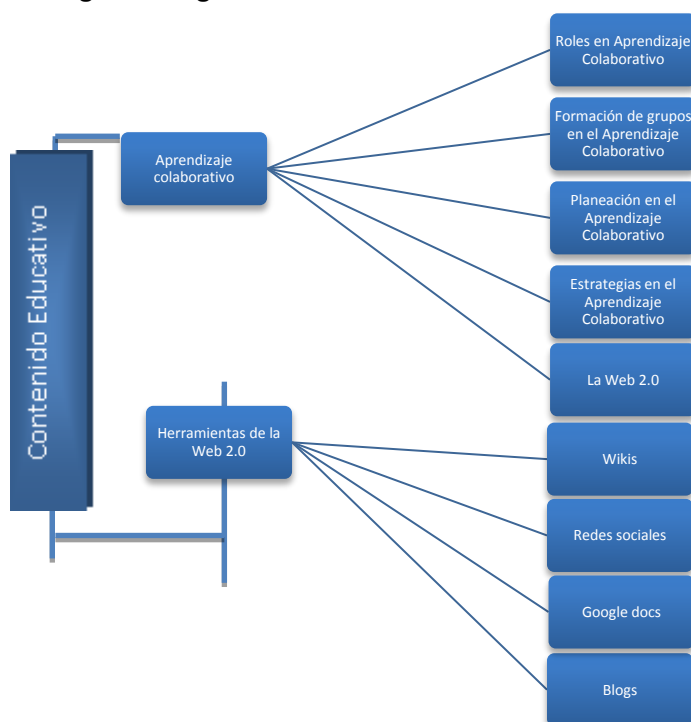 Contenido Educativo
Aprendizaje
colaborativo
Roles en Aprendizaje
Colaborativo
Formación de grupos
en el Aprendizaje
Colaborativo
Planeación en el
Aprendizaje
Colaborativo
Estrategias en el
Aprendizaje
Colaborativo
La Web 2.0
Herramientas de la
Web 2.0
Wikis
Redes sociales
Google docs
Blogs